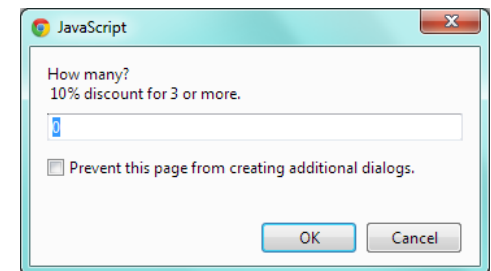 JavaScript
How many?
10% discount for 3 or more.
0
Prevent this page from creating additional dialogs.
OK Cancel